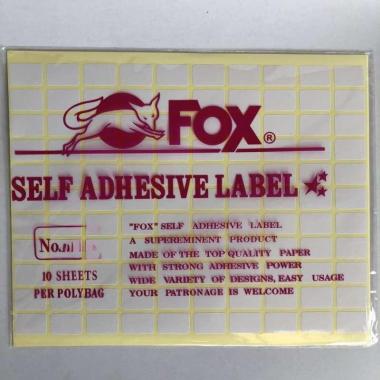 FOX®
SELF ADHESIVE LABEL
No.
10 SHEETS
PER POLYBAG
"FOX" SELF ADHESIVE LABEL
A SUPEREMINENT PRODUCT
MADE OF THE TOP QUALITY PAPER
WITH STRONG ADHESIVE POWER
WIDE VARIETY OF DESIGNS, EASY USAGE
YOUR PATRONAGE IS WELCOME